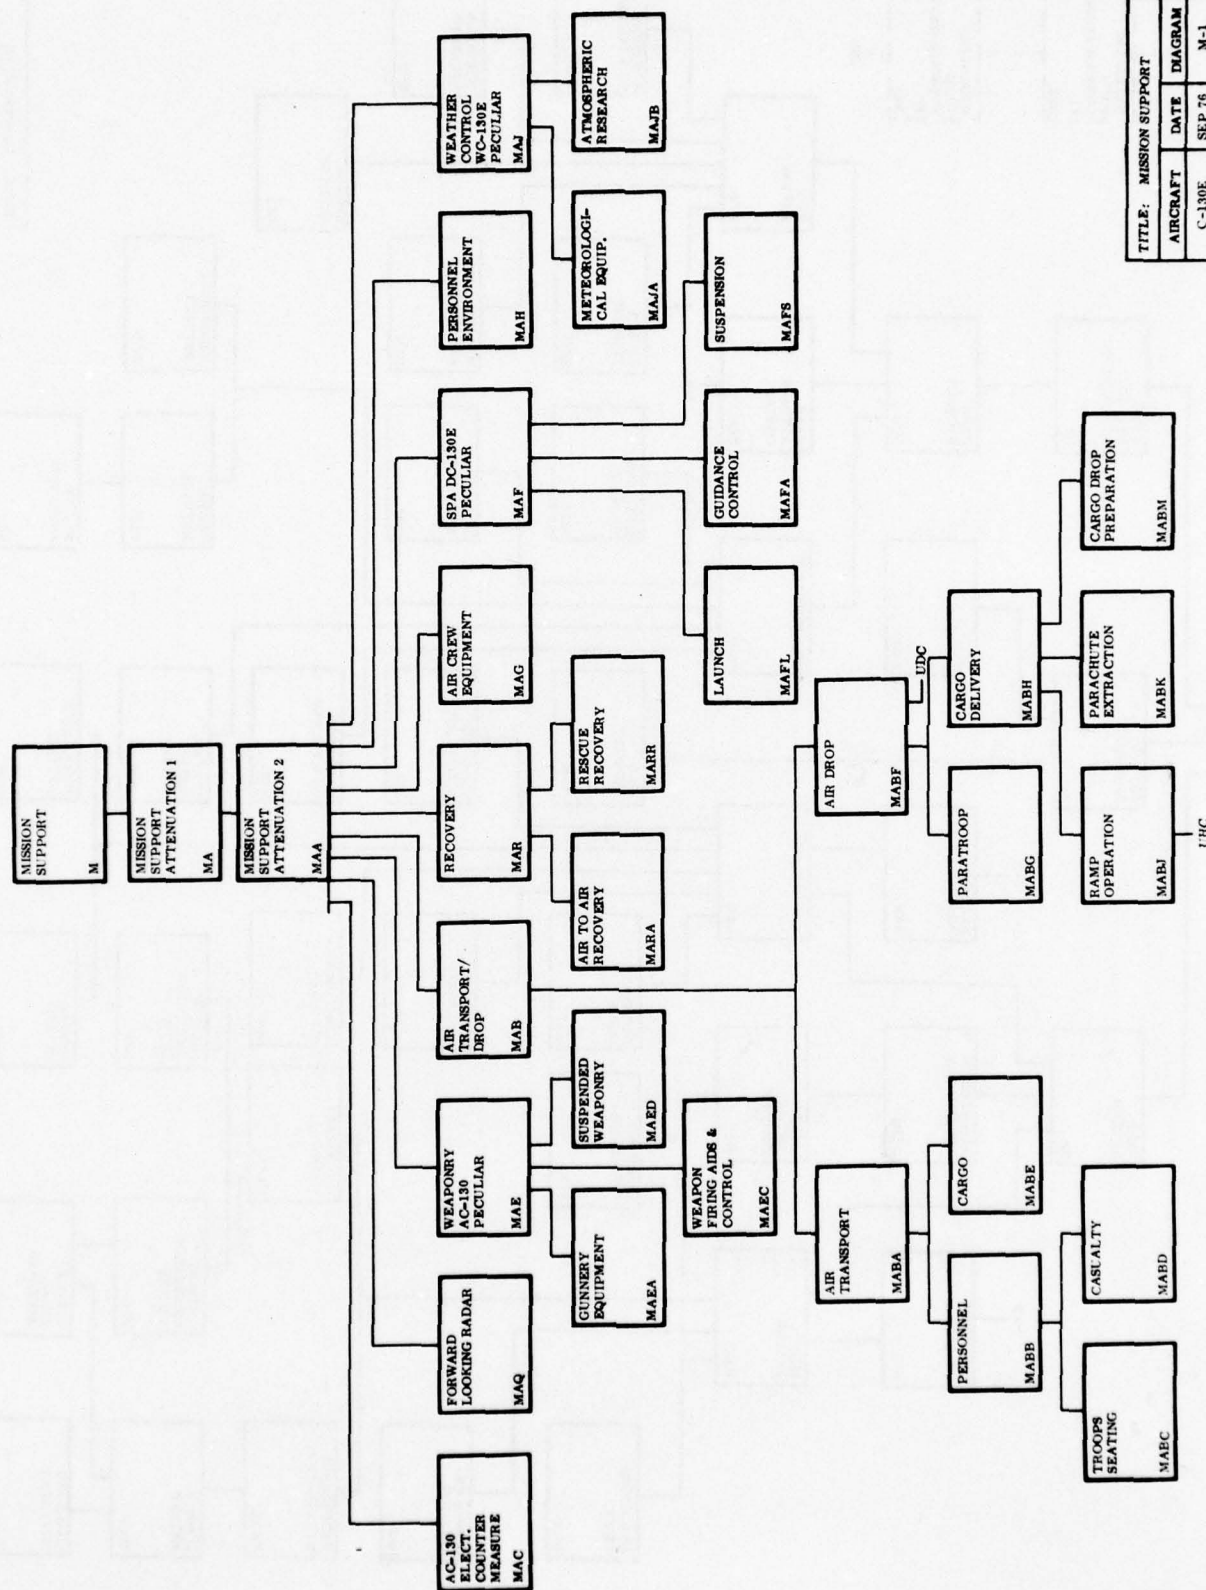 MISSION
SUPPORT
M
MISSION
SUPPORT
ATTENUATION 1
MA
MISSION
SUPPORT
ATTENUATION 2
MAA
AC-130
ELECT.
COUNTER
MEASURE
MAC
FORWARD
LOOKING RADAR
MAQ
WEAPONRY
AC-130
PECULIAR
MAE
AIR
TRANSPORT/
DROP
MAB
RECOVERY
MAR
AIR CREW
EQUIPMENT
MAG
SPA DC-130E
PECULIAR
MAF
PERSONNEL
ENVIRONMENT
MAH
WEATHER
CONTROL
WC-130E
PECULIAR
MAJ
GUNNERY
EQUIPMENT
MAEA
SUSPENDED
WEAPONRY
MAED
AIR TO AIR
RECOVERY
MARA
RESCUE
RECOVERY
MARR
METEOROLOGI-
CAL EQUIP.
MAJA
ATMOSPHERIC
RESEARCH
MAJB
WEAPON
FIRING AIDS &
CONTROL
MAEC
LAUNCH
MAFL
GUIDANCE
CONTROL
MAFA
SUSPENSION
MAFS
AIR
TRANSPORT
MABA
AIR DROP
MABF
UDC
PERSONNEL
MABB
CARGO
MABE
PARATROOP
MABG
CARGO
DELIVERY
MABH
TROOPS
SEATING
MABC
CASUALTY
MABD
RAMP
OPERATION
MABJ
PARACHUTE
EXTRACTION
MABK
CARGO DROP
PREPARATION
MABM
UHC
TITLE: MISSION SUPPORT
AIRCRAFT DATE DIAGRAM
C-130E SEP 76 M-1